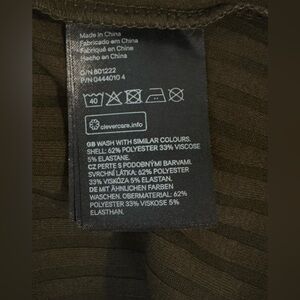 Made in China
Fabricado em China
Fabriqué en Chine
Hecho en China
O/N 801222
P/N 0444010 4
40
clevercare.info
GB WASH WITH SIMILAR COLOURS.
SHELL: 62% POLYESTER 33% VISCOSE
5% ELASTANE.
CZ PERTE S PODOBNÝMI BARVAMI.
SVRCHNÍ LÁTKA: 62% POLYESTER
33% VISKÓZA 5% ELASTAN.
DE MIT ÄHNLICHEN FARBEN
WASCHEN. OBERMATERIAL: 62%
POLYESTER 33% VISKOSE 5%
ELASTHAN.